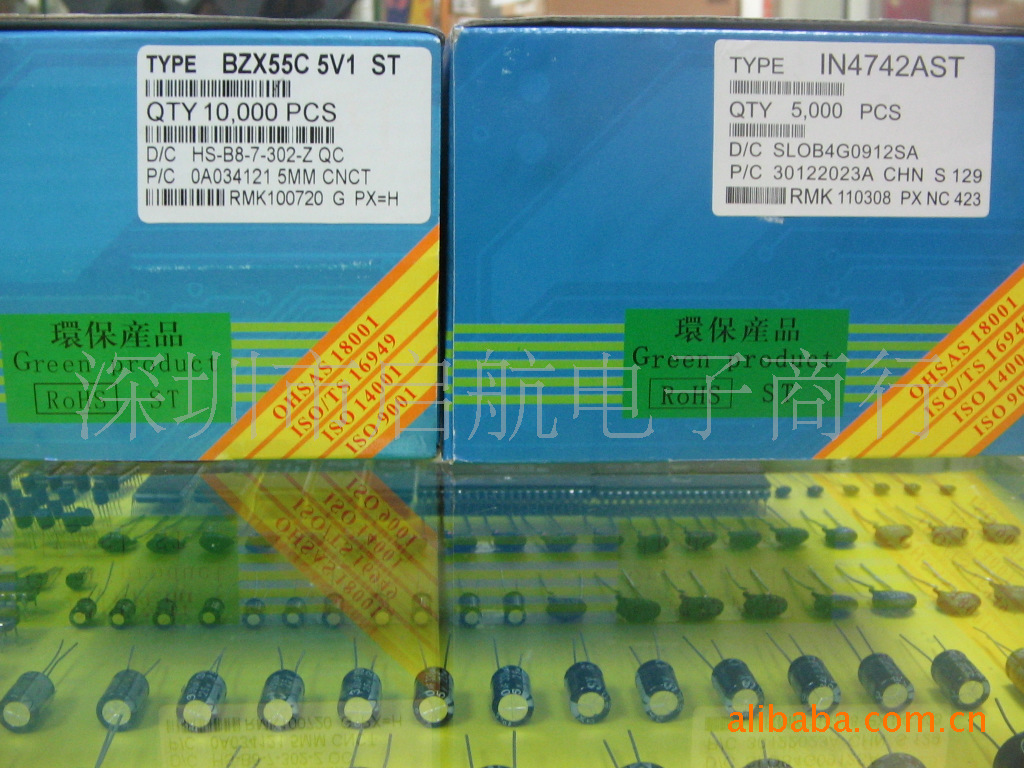 TYPE BZX55C 5V1 ST
QTY 10,000 PCS
D/C HS-B8-7-302-Z QC
P/C 0A034121 5MM CNCT
RMK100720 G PX=H
環保產品
Green product
RoHS ST
OHSAS 18001
ISO/TS 16949
ISO 14001
ISO 9001
TYPE IN4742AST
QTY 5,000 PCS
D/C SLOB4G0912SA
P/C 30122023A CHN S 129
RMK 110308 PX NC 423
環保產品
Green product
RoHS ST
OHSAS 18001
ISO/TS 16949
ISO 14001
ISO 9001
深圳市启航电子商行
alibaba.com.cn